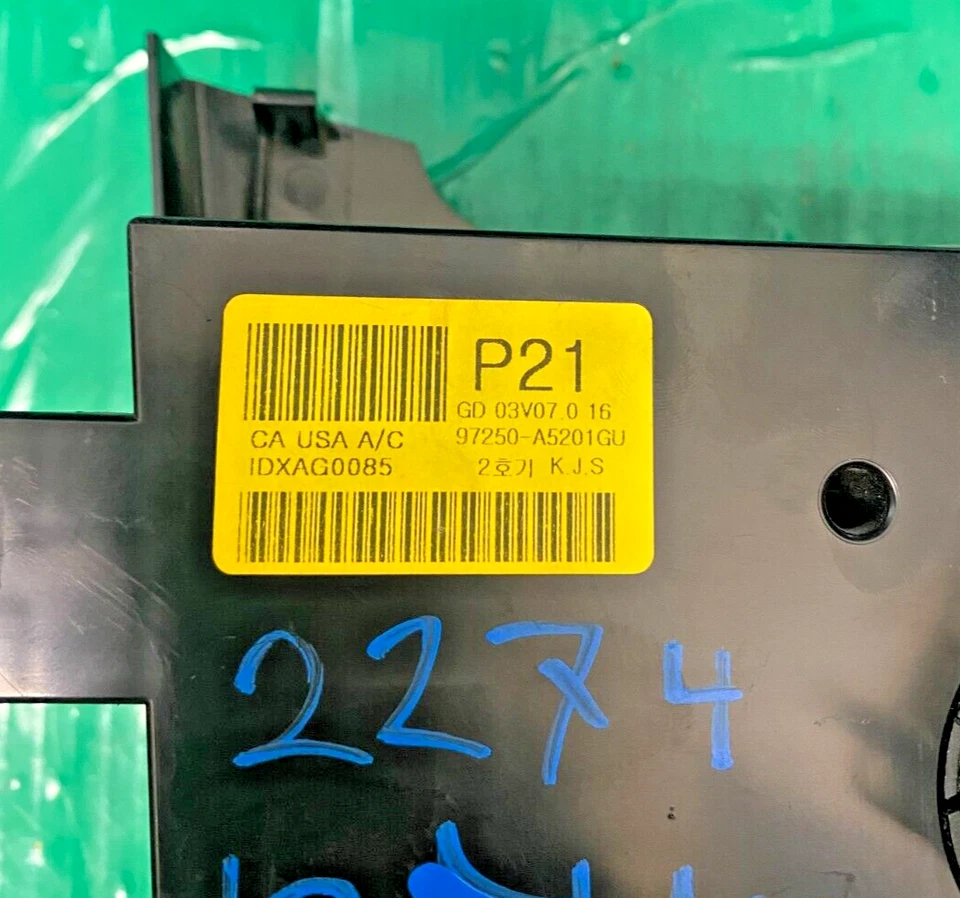 P21
GD 03V07.0 16
CA USA A/C 97250-A5201GU
IDXAG0085 2호기 K.J.S
2274